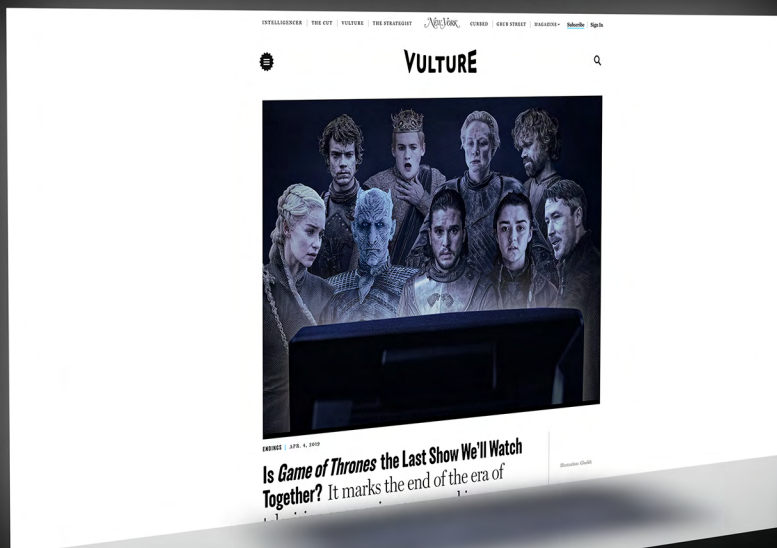 INTELLIGENCER THE CUT VULTURE THE STRATEGIST NEW YORK CURBED GRUB STREET MAGAZINE Subscribe Sign In
VULTURE
ENDINGS | APR. 4, 2019
Is Game of Thrones the Last Show We'll Watch
Together? It marks the end of the era of